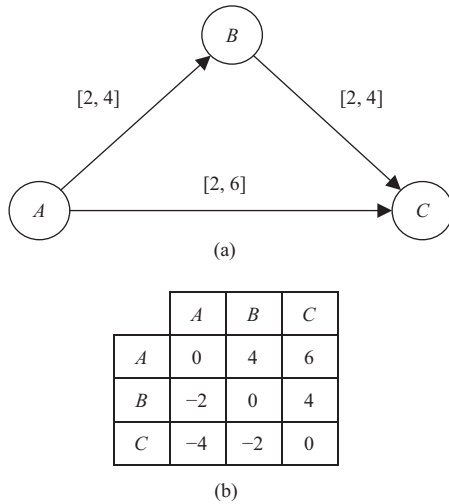 B
[2, 4] [2, 4]
[2, 6]
A C
(a)
A B C
A 0 4 6
B −2 0 4
C −4 −2 0
(b)